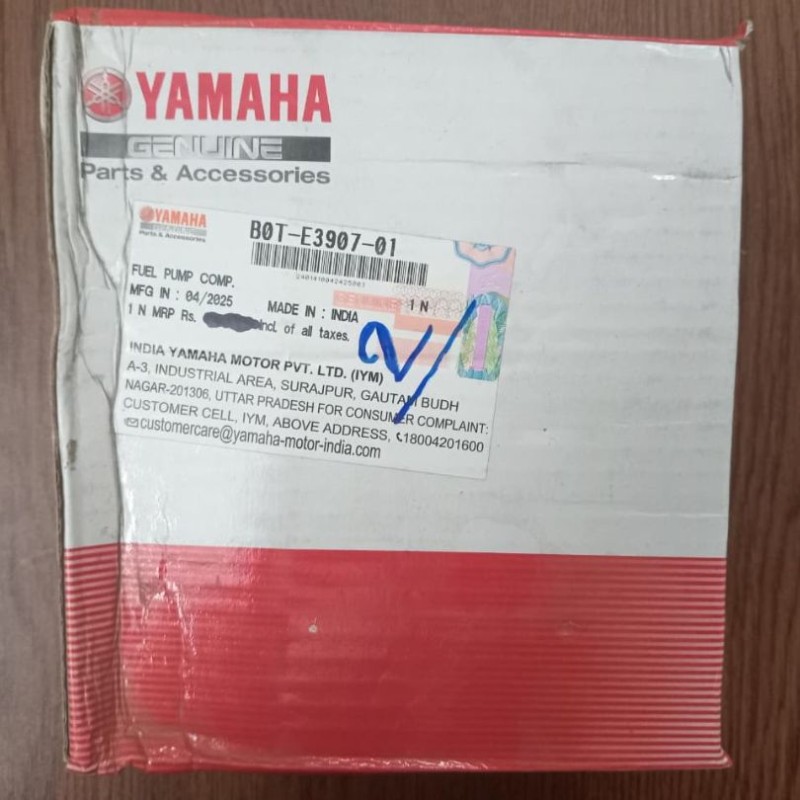 YAMAHA
GENUINE
Parts & Accessories
YAMAHA
Parts & Accessories
B0T-E3907-01
FUEL PUMP COMP.
MFG IN : 04/2025
MADE IN : INDIA
1 N
1 N MRP Rs. incl. of all taxes.
2/
INDIA YAMAHA MOTOR PVT. LTD. (IYM)
A-3, INDUSTRIAL AREA, SURAJPUR, GAUTAM BUDH
NAGAR-201306, UTTAR PRADESH FOR CONSUMER COMPLAINT:
CUSTOMER CELL, IYM, ABOVE ADDRESS, 18004201600
customercare@yamaha-motor-india.com